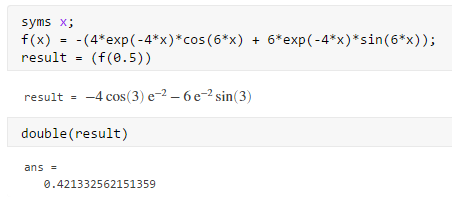 syms x;
f(x) = -(4*exp(-4*x)*cos(6*x) + 6*exp(-4*x)*sin(6*x));
result = (f(0.5))
result = −4 cos(3) e⁻² − 6 e⁻² sin(3)
double(result)
ans =
0.421332562151359